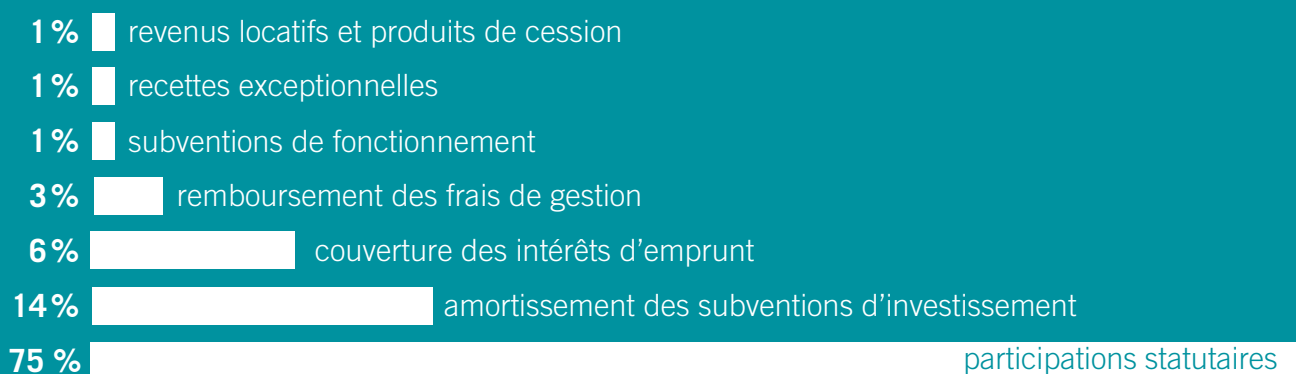 1 % revenus locatifs et produits de cession
1 % recettes exceptionnelles
1 % subventions de fonctionnement
3 % remboursement des frais de gestion
6 % couverture des intérêts d’emprunt
14 % amortissement des subventions d’investissement
75 % participations statutaires